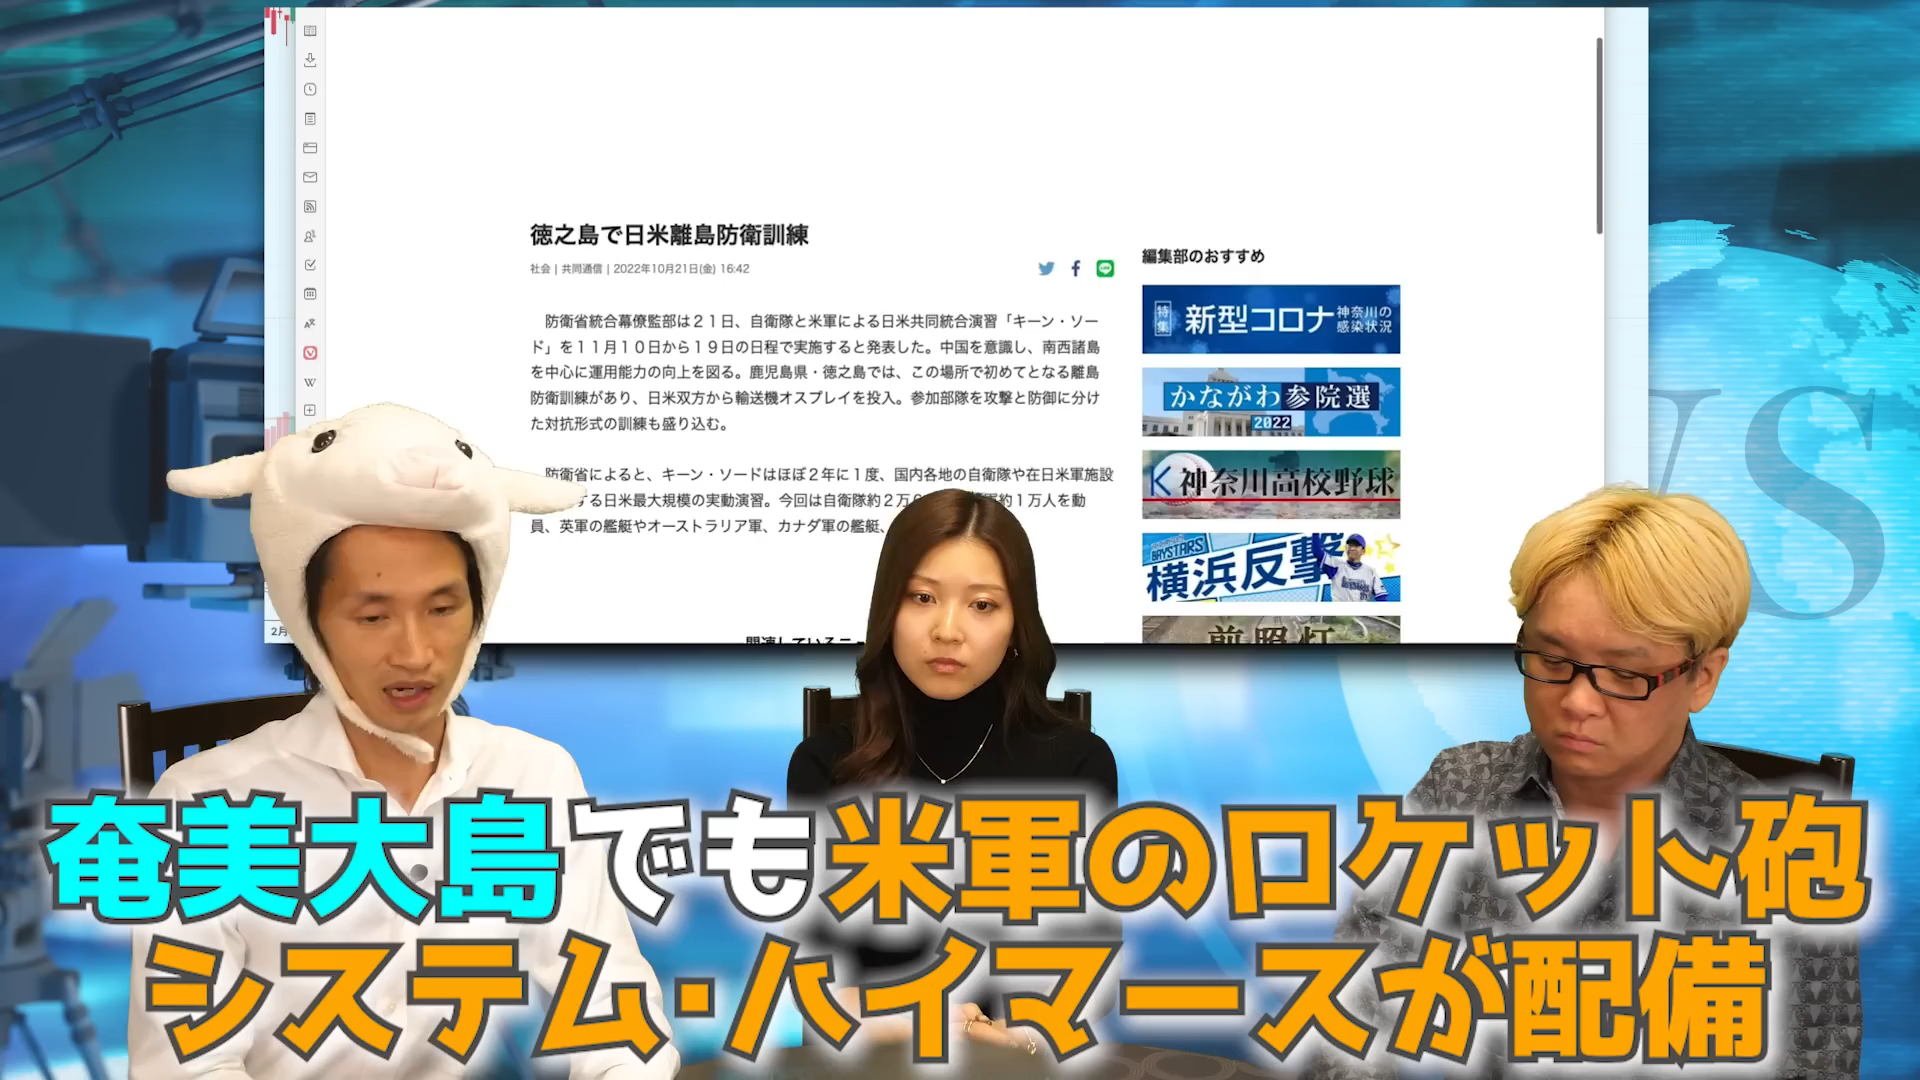 徳之島で日米離島防衛訓練
社会 | 共同通信 | 2022年10月21日(金) 16:42
防衛省統合幕僚監部は２１日、自衛隊と米軍による日米共同統合演習「キーン・ソー
ド」を１１月１０日から１９日の日程で実施すると発表した。中国を意識し、南西諸島
を中心に運用能力の向上を図る。鹿児島県・徳之島では、この場所で初めてとなる離島
防衛訓練があり、日米双方から輸送機オスプレイを投入。参加部隊を攻撃と防御に分け
た対抗形式の訓練も盛り込む。
防衛省によると、キーン・ソードはほぼ２年に１度、国内各地の自衛隊や在日米軍施設
する日米最大規模の実動演習。今回は自衛隊約２万 約１万人を動
員、英軍の艦艇やオーストラリア軍、カナダ軍の艦艇、
編集部のおすすめ
特集 新型コロナ 神奈川の感染状況
かながわ参院選
2022
K 神奈川高校野球
BAYSTARS
横浜反撃
前照灯
関連しているニュ
2月
W
S
奄美大島でも米軍のロケット砲
システム・ハイマースが配備